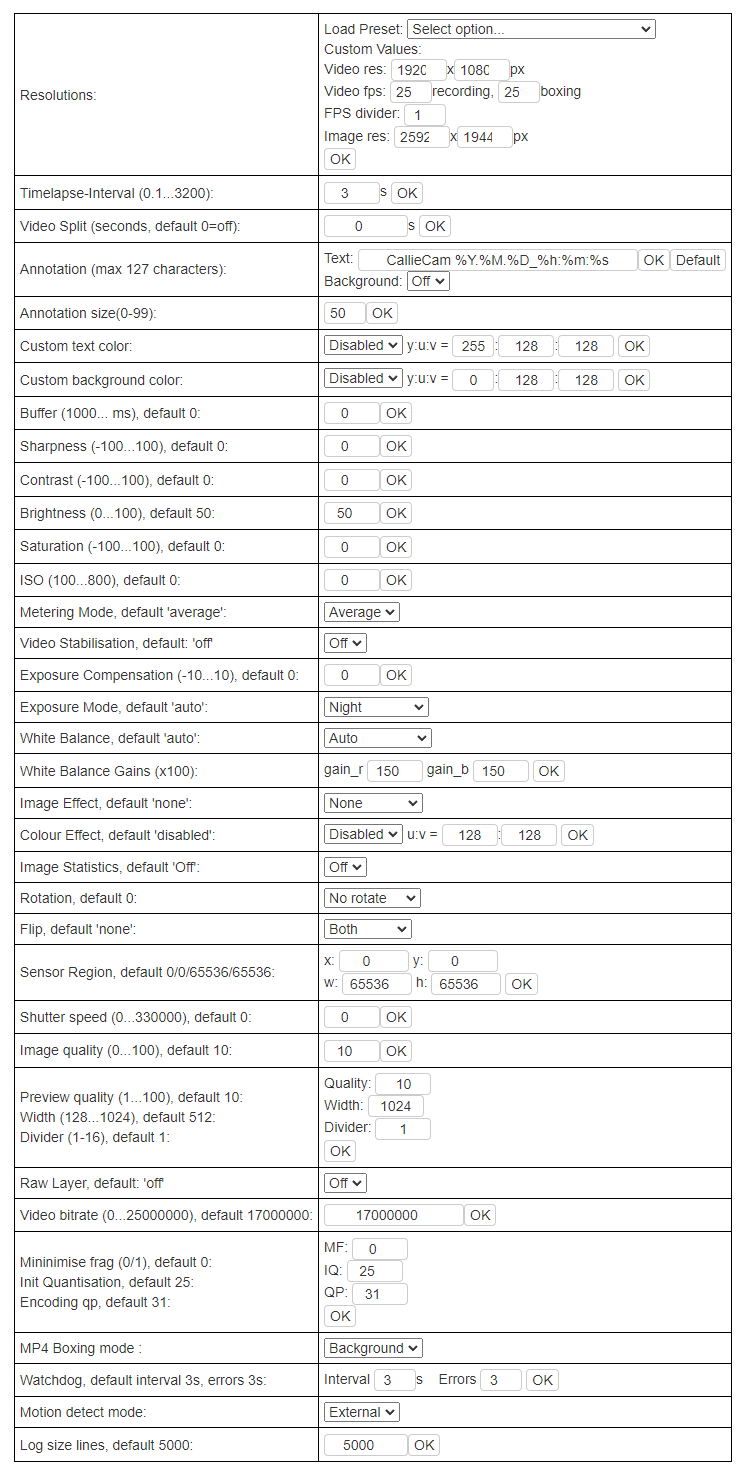 Resolutions:
Load Preset: Select option...
Custom Values:
Video res: 1920 x 1080 px
Video fps: 25 recording, 25 boxing
FPS divider: 1
Image res: 2592 x 1944 px
OK
Timelapse-Interval (0.1...3200): 3 s OK
Video Split (seconds, default 0=off): 0 s OK
Annotation (max 127 characters):
Text: CallieCam %Y.%M.%D_%h:%m:%s OK Default
Background: Off
Annotation size(0-99): 50 OK
Custom text color: Disabled y:u:v = 255 : 128 : 128 OK
Custom background color: Disabled y:u:v = 0 : 128 : 128 OK
Buffer (1000... ms), default 0: 0 OK
Sharpness (-100...100), default 0: 0 OK
Contrast (-100...100), default 0: 0 OK
Brightness (0...100), default 50: 50 OK
Saturation (-100...100), default 0: 0 OK
ISO (100...800), default 0: 0 OK
Metering Mode, default 'average': Average
Video Stabilisation, default: 'off' Off
Exposure Compensation (-10...10), default 0: 0 OK
Exposure Mode, default 'auto': Night
White Balance, default 'auto': Auto
White Balance Gains (x100): gain_r 150 gain_b 150 OK
Image Effect, default 'none': None
Colour Effect, default 'disabled': Disabled u:v = 128 : 128 OK
Image Statistics, default 'Off': Off
Rotation, default 0: No rotate
Flip, default 'none': Both
Sensor Region, default 0/0/65536/65536:
x: 0 y: 0
w: 65536 h: 65536 OK
Shutter speed (0...330000), default 0: 0 OK
Image quality (0...100), default 10: 10 OK
Preview quality (1...100), default 10:
Width (128...1024), default 512:
Divider (1-16), default 1:
Quality: 10
Width: 1024
Divider: 1
OK
Raw Layer, default: 'off' Off
Video bitrate (0...25000000), default 17000000: 17000000 OK
Mininimise frag (0/1), default 0:
Init Quantisation, default 25:
Encoding qp, default 31:
MF: 0
IQ: 25
QP: 31
OK
MP4 Boxing mode : Background
Watchdog, default interval 3s, errors 3s: Interval 3 s Errors 3 OK
Motion detect mode: External
Log size lines, default 5000: 5000 OK